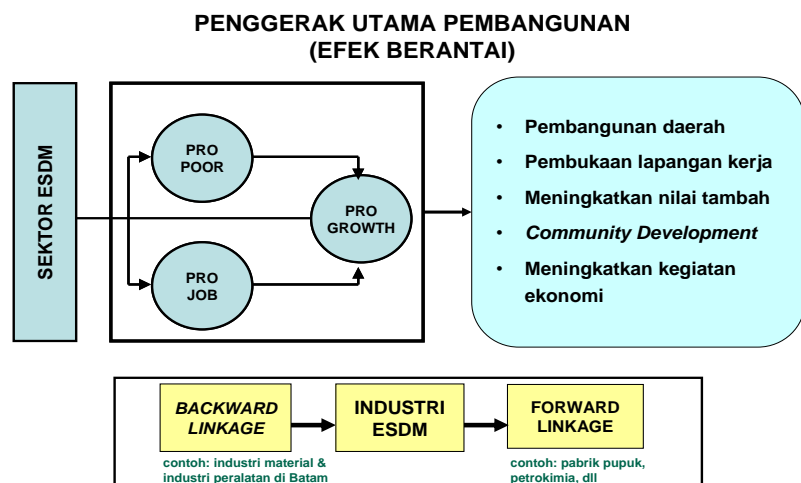 PENGGERAK UTAMA PEMBANGUNAN
(EFEK BERANTAI)
SEKTOR ESDM
PRO
POOR
PRO
GROWTH
PRO
JOB
• Pembangunan daerah
• Pembukaan lapangan kerja
• Meningkatkan nilai tambah
• Community Development
• Meningkatkan kegiatan
ekonomi
BACKWARD
LINKAGE
INDUSTRI
ESDM
FORWARD
LINKAGE
contoh: industri material &
industri peralatan di Batam
contoh: pabrik pupuk,
petrokimia, dll